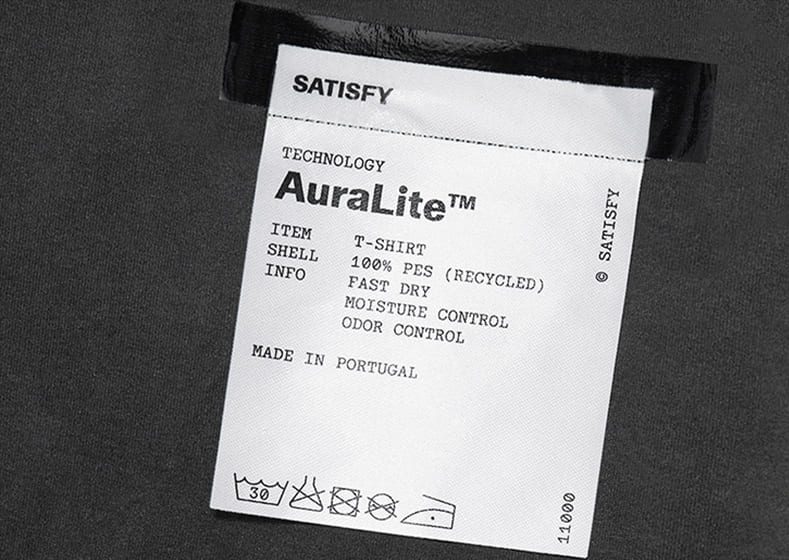 SATISFY
TECHNOLOGY
AuraLite™
ITEM T-SHIRT
SHELL 100% PES (RECYCLED)
INFO FAST DRY
MOISTURE CONTROL
ODOR CONTROL
MADE IN PORTUGAL
© SATISFY
30
11000